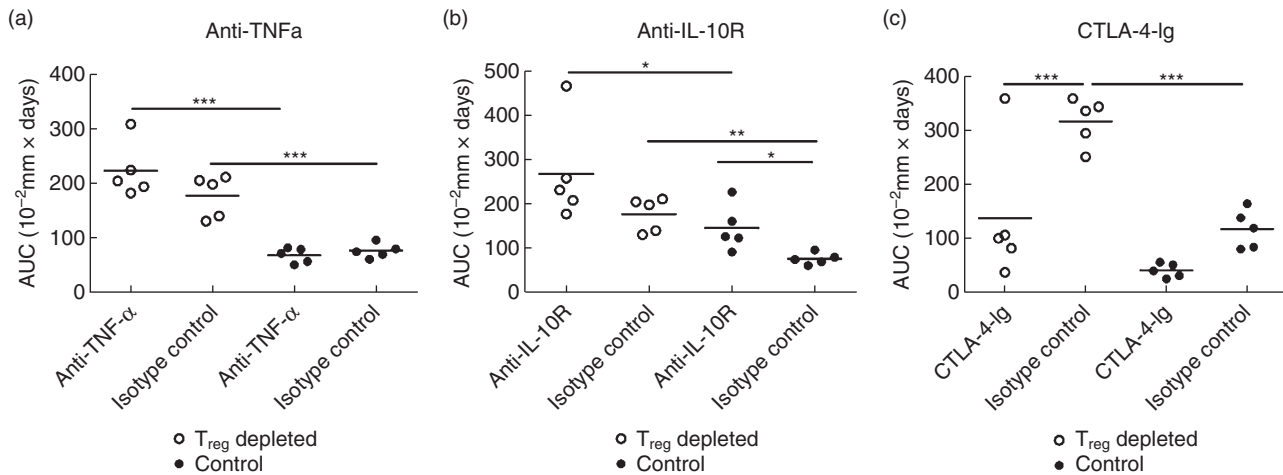 (a)
Anti-TNFa
AUC (10⁻²mm × days)
400
300
200
100
0
***
***
Anti-TNF-α
Isotype control
Anti-TNF-α
Isotype control
T_reg depleted
Control
(b)
Anti-IL-10R
AUC (10⁻²mm × days)
500
400
300
200
100
0
*
**
*
Anti-IL-10R
Isotype control
Anti-IL-10R
Isotype control
T_reg depleted
Control
(c)
CTLA-4-Ig
AUC (10⁻²mm × days)
400
300
200
100
0
***
***
CTLA-4-Ig
Isotype control
CTLA-4-Ig
Isotype control
T_reg depleted
Control